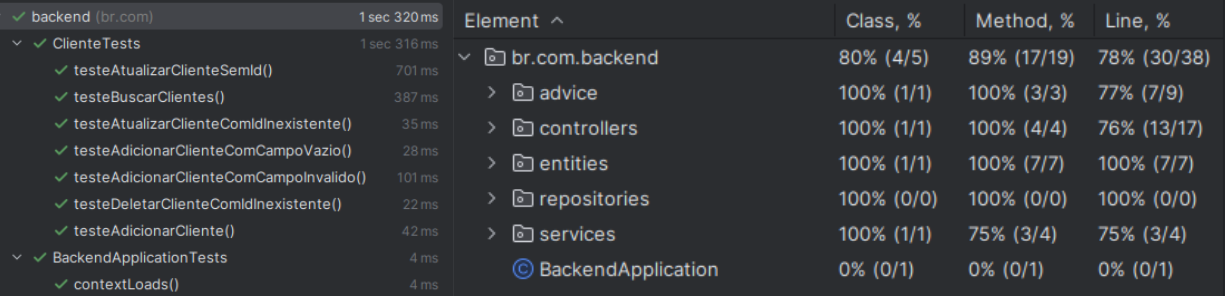 backend (br.com) 1 sec 320 ms
ClienteTests 1 sec 316 ms
testeAtualizarClienteSemId() 701 ms
testeBuscarClientes() 387 ms
testeAtualizarClienteComIdInexistente() 35 ms
testeAdicionarClienteComCampoVazio() 28 ms
testeAdicionarClienteComCampoInvalido() 101 ms
testeDeletarClienteComIdInexistente() 22 ms
testeAdicionarCliente() 42 ms
BackendApplicationTests 4 ms
contextLoads() 4 ms
Element Class, % Method, % Line, %
br.com.backend 80% (4/5) 89% (17/19) 78% (30/38)
advice 100% (1/1) 100% (3/3) 77% (7/9)
controllers 100% (1/1) 100% (4/4) 76% (13/17)
entities 100% (1/1) 100% (7/7) 100% (7/7)
repositories 100% (0/0) 100% (0/0) 100% (0/0)
services 100% (1/1) 75% (3/4) 75% (3/4)
BackendApplication 0% (0/1) 0% (0/1) 0% (0/1)